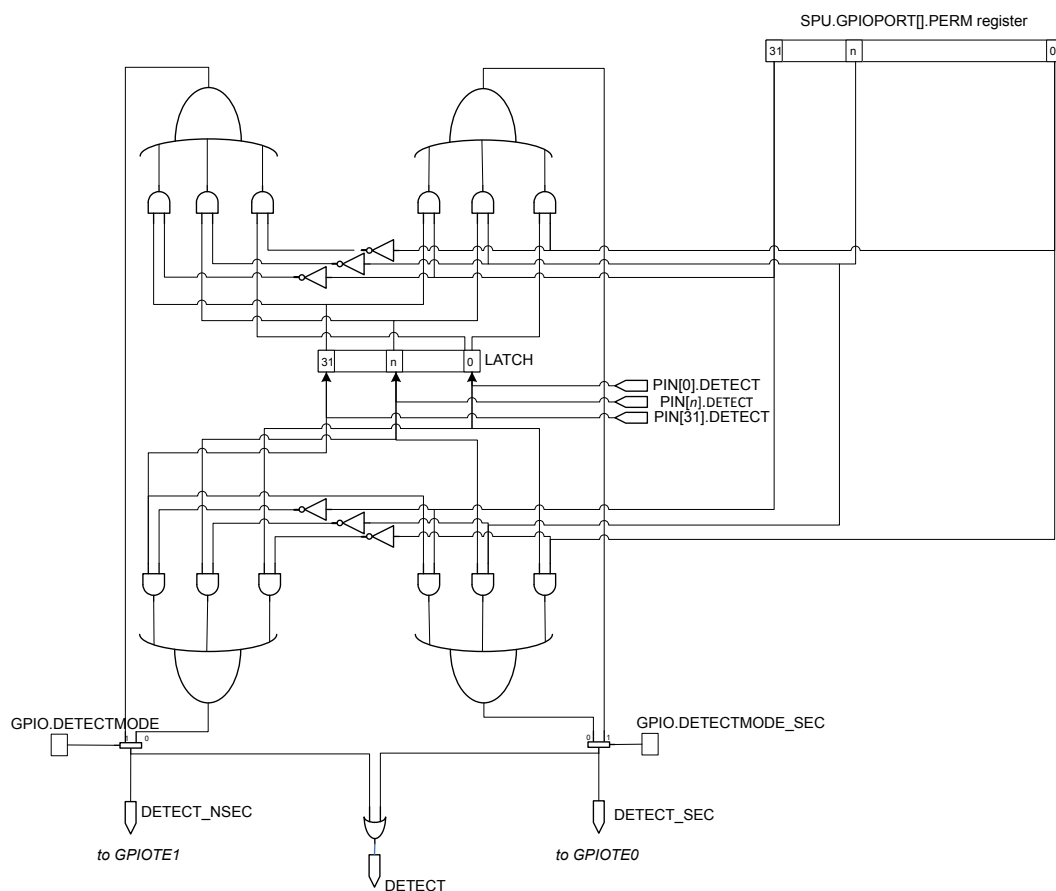 SPU.GPIOPORT[].PERM register
31
n
0
31
n
0
LATCH
PIN[0].DETECT
PIN[n].DETECT
PIN[31].DETECT
GPIO.DETECTMODE
1
0
0
1
GPIO.DETECTMODE_SEC
DETECT_NSEC
DETECT_SEC
to GPIOTE1
to GPIOTE0
DETECT